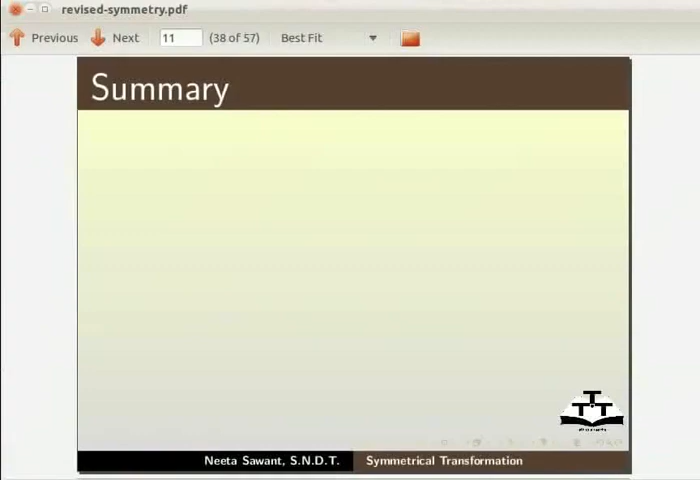 revised-symmetry.pdf
Previous Next 11 (38 of 57) Best Fit
Summary
Neeta Sawant, S.N.D.T. Symmetrical Transformation